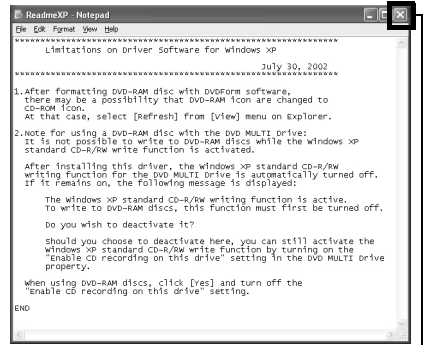 ReadmeXP - Notepad
File Edit Format View Help
******************************************************************
Limitations on Driver Software for Windows XP
July 30, 2002
******************************************************************
1.After formatting DVD-RAM disc with DVDForm software,
there may be a possibility that DVD-RAM icon are changed to
CD-ROM icon.
At that case, select [Refresh] from [View] menu on Explorer.
2.Note for using a DVD-RAM disc with the DVD MULTI Drive:
It is not possible to write to DVD-RAM discs while the Windows XP
standard CD-R/RW write function is activated.
After installing this driver, the Windows XP standard CD-R/RW
writing function for the DVD MULTI Drive is automatically turned off.
If it remains on, the following message is displayed:
The Windows XP standard CD-R/RW writing function is active.
To write to DVD-RAM discs, this function must first be turned off.
Do you wish to deactivate it?
Should you choose to deactivate here, you can still activate the
Windows XP standard CD-R/RW write function by turning on the
"Enable CD recording on this drive" setting in the DVD MULTI Drive
property.
When using DVD-RAM discs, click [Yes] and turn off the
"Enable CD recording on this drive" setting.
END